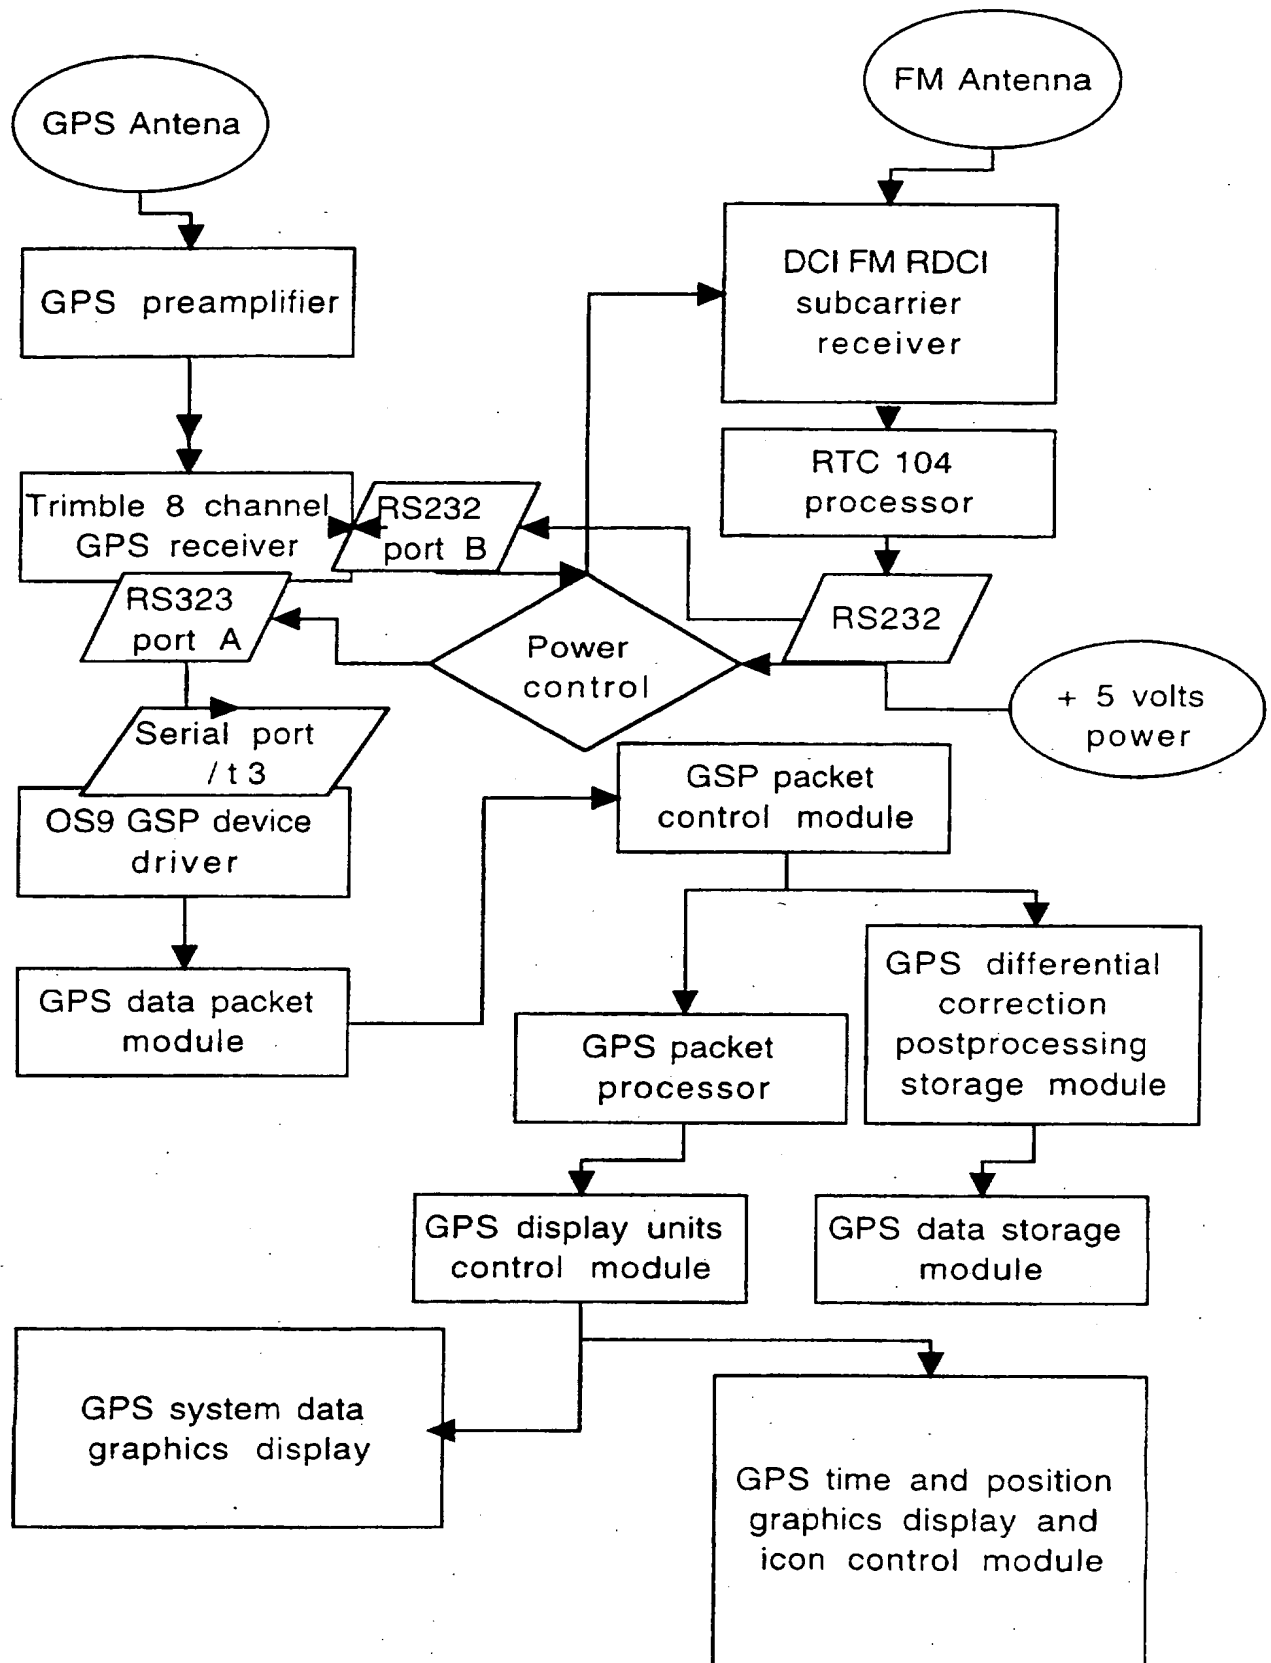 FM Antenna
GPS Antena
DCI FM RDCI
subcarrier
receiver
GPS preamplifier
RTC 104
processor
Trimble 8 channel
GPS receiver
RS232
port B
RS323
port A
RS232
Power
control
+ 5 volts
power
Serial port
/t3
GSP packet
control module
OS9 GSP device
driver
GPS differential
correction
postprocessing
storage module
GPS data packet
module
GPS packet
processor
GPS display units
control module
GPS data storage
module
GPS system data
graphics display
GPS time and position
graphics display and
icon control module